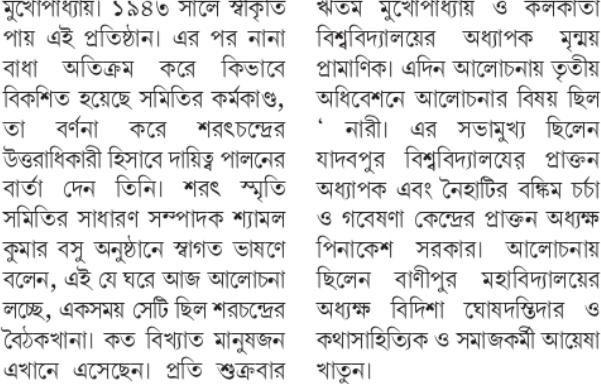 মুখোপাধ্যায়। ১৯৪৩ সালে স্বীকৃতি
পায় এই প্রতিষ্ঠান। এর পর নানা
বাধা অতিক্রম করে কিভাবে
বিকশিত হয়েছে সমিতির কর্মকাণ্ড,
তা বর্ণনা করে শরৎচন্দ্রের
উত্তরাধিকারী হিসাবে দায়িত্ব পালনের
বার্তা দেন তিনি। শরৎ স্মৃতি
সমিতির সাধারণ সম্পাদক শ্যামল
কুমার বসু অনুষ্ঠানে স্বাগত ভাষণে
বলেন, এই যে ঘরে আজ আলোচনা
লচ্ছে, একসময় সেটি ছিল শরচন্দ্রের
বৈঠকখানা। কত বিখ্যাত মানুষজন
এখানে এসেছেন। প্রতি শুক্রবার
ঋতম মুখোপাধ্যায় ও কলকাতা
বিশ্ববিদ্যালয়ের অধ্যাপক মৃন্ময়
প্রামাণিক। এদিন আলোচনায় তৃতীয়
অধিবেশনে আলোচনার বিষয় ছিল
‘ নারী। এর সভামুখ্য ছিলেন
যাদবপুর বিশ্ববিদ্যালযের প্রাক্তন
অধ্যাপক এবং নৈহাটির বঙ্কিম চর্চা
ও গবেষণা কেন্দ্রের প্রাক্তন অধ্যক্ষ
পিনাকেশ সরকার। আলোচনায়
ছিলেন বাণীপুর মহাবিদ্যালয়ের
অধ্যক্ষ বিদিশা ঘোষদস্তিদার ও
কথাসাহিত্যিক ও সমাজকর্মী আয়েষা
খাতুন।